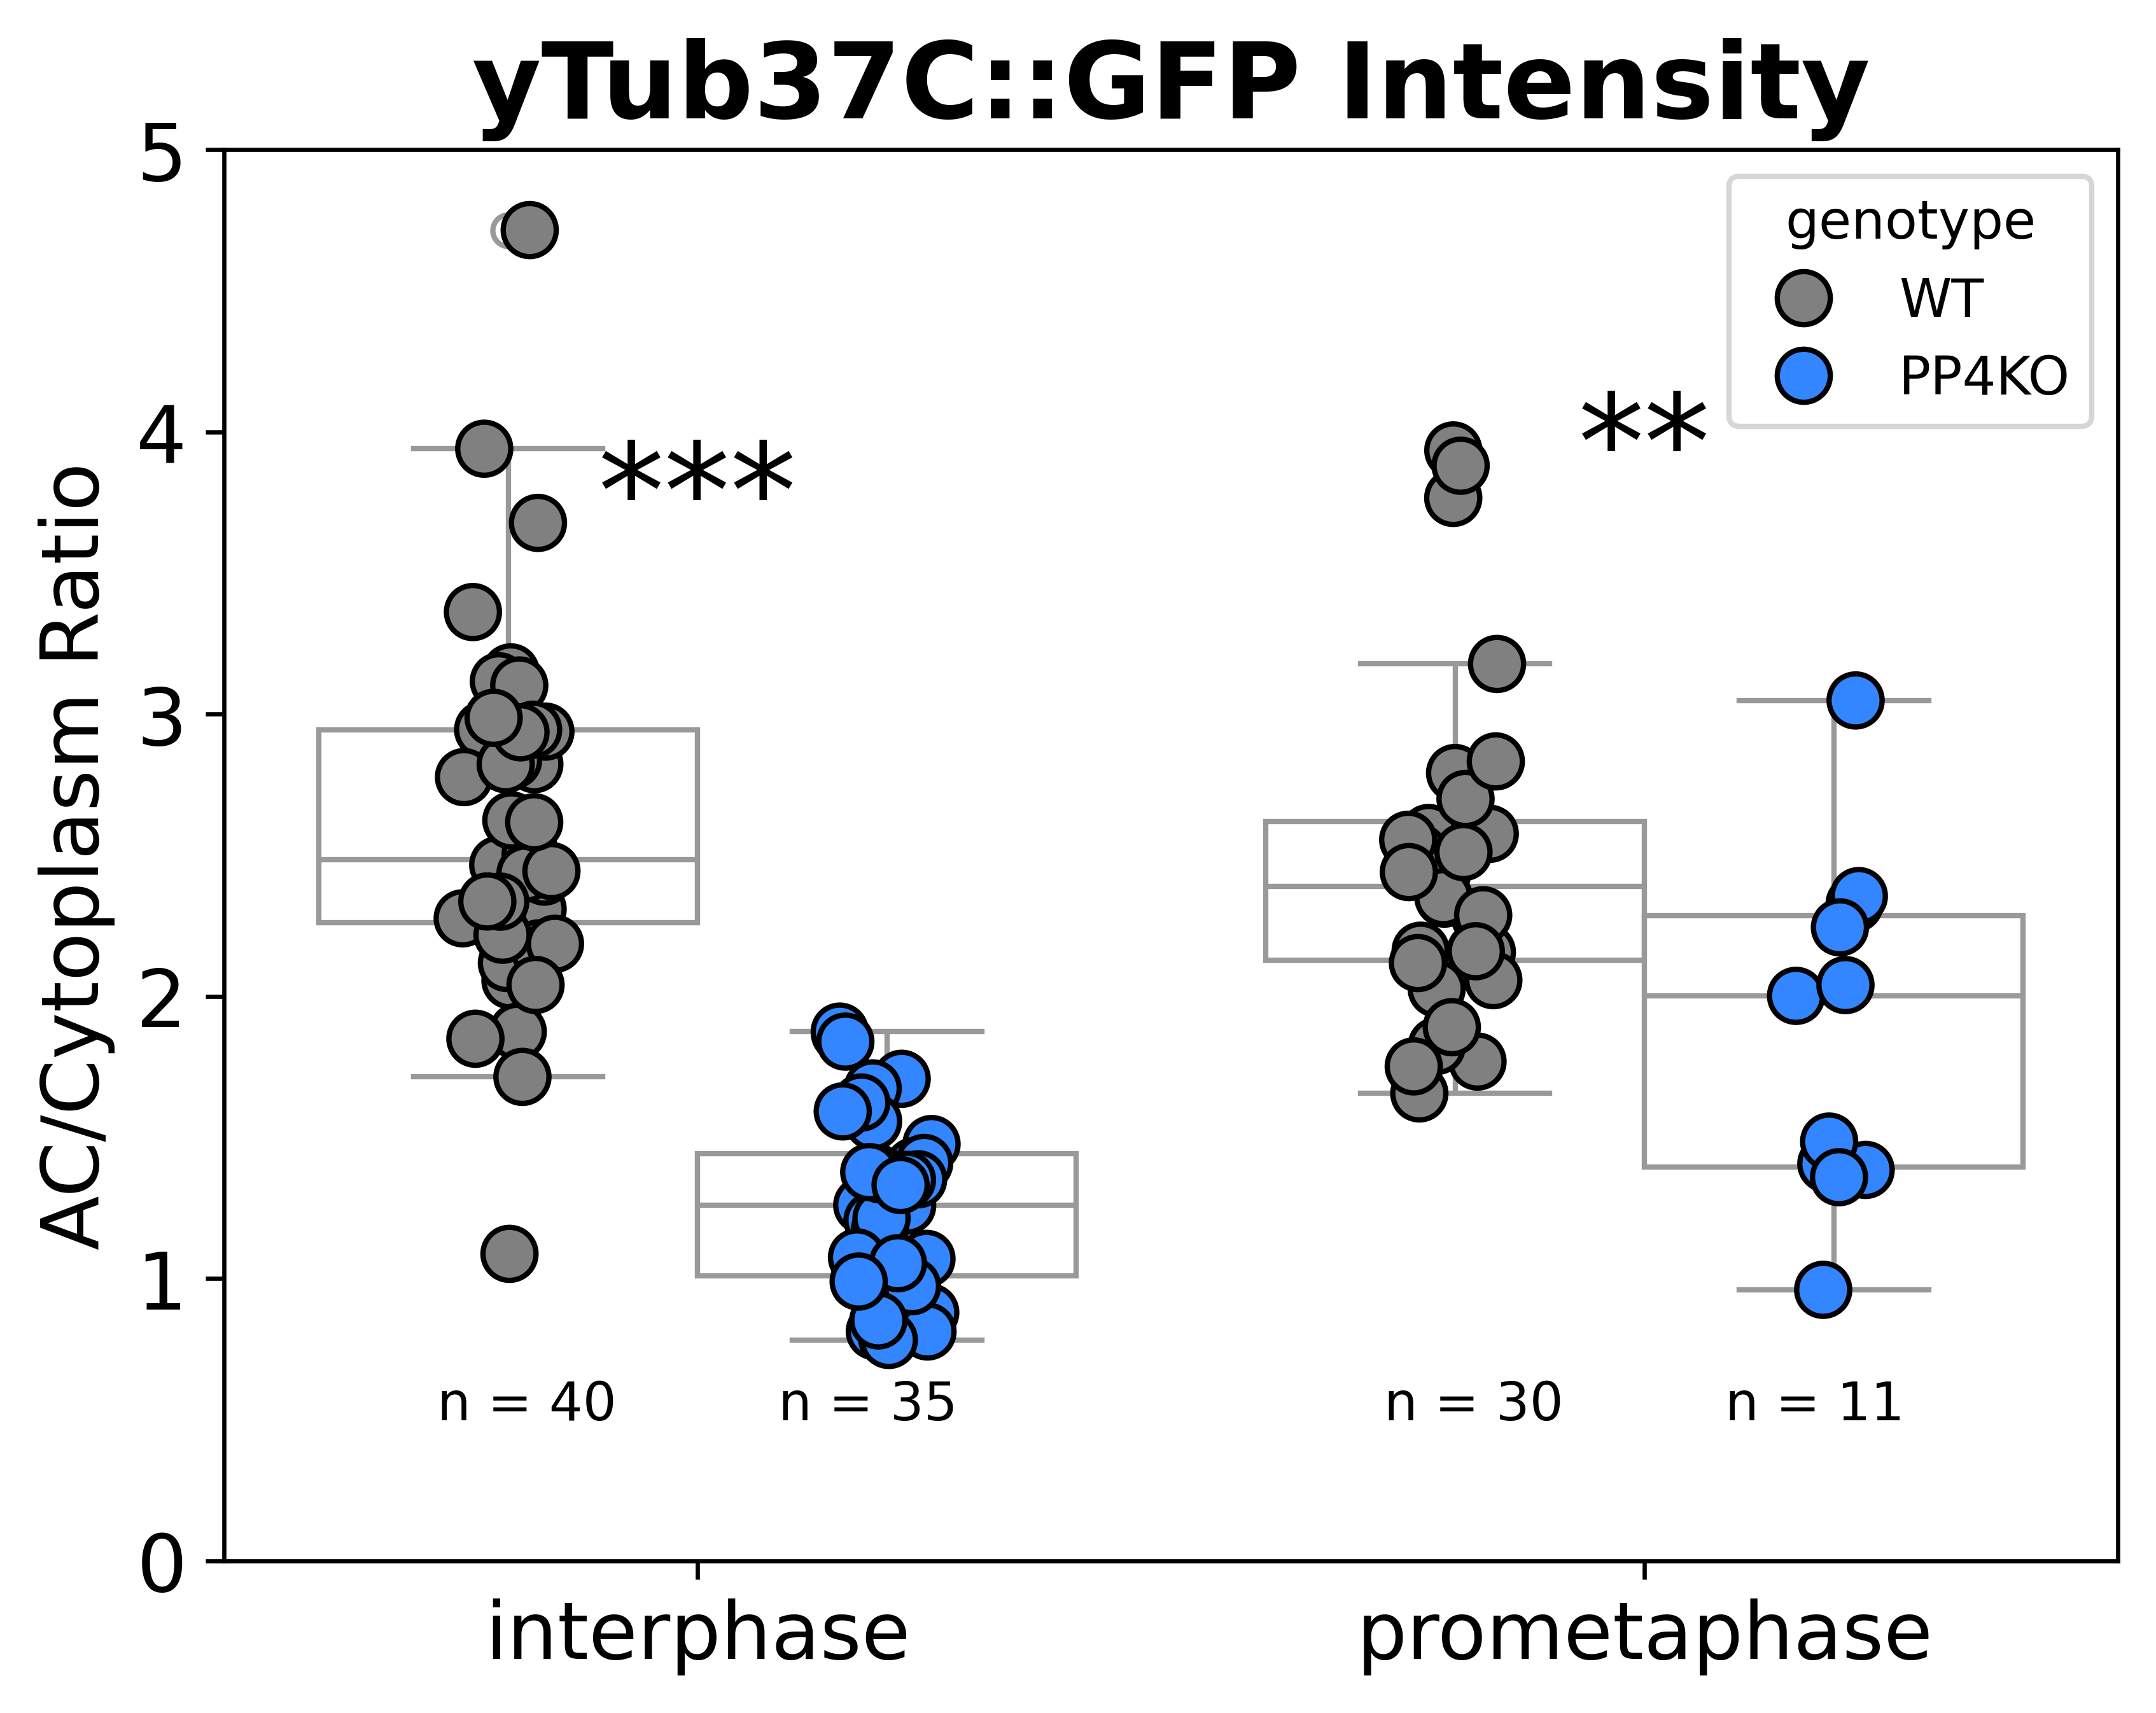 yTub37C::GFP Intensity
AC/Cytoplasm Ratio
5
4
3
2
1
0
genotype
WT
PP4KO
***
**
n = 40
n = 35
n = 30
n = 11
interphase
prometaphase